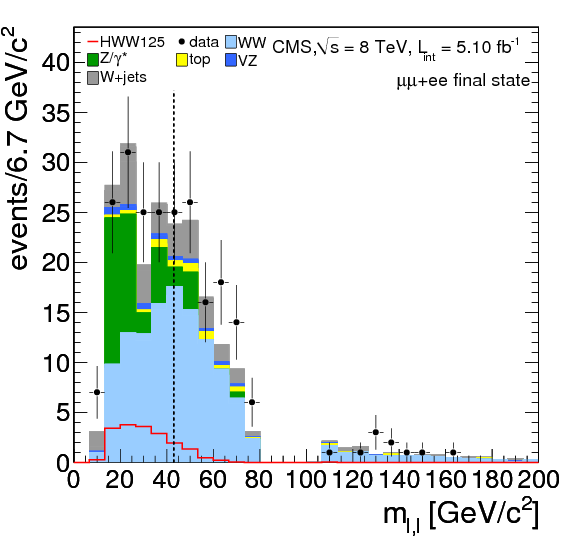 HWW125 data WW CMS,√s = 8 TeV, L_int = 5.10 fb⁻¹
Z/γ* top VZ
W+jets μμ+ee final state
events/6.7 GeV/c²
40
35
30
25
20
15
10
5
0
0 20 40 60 80 100 120 140 160 180 200
m_l,l [GeV/c²]